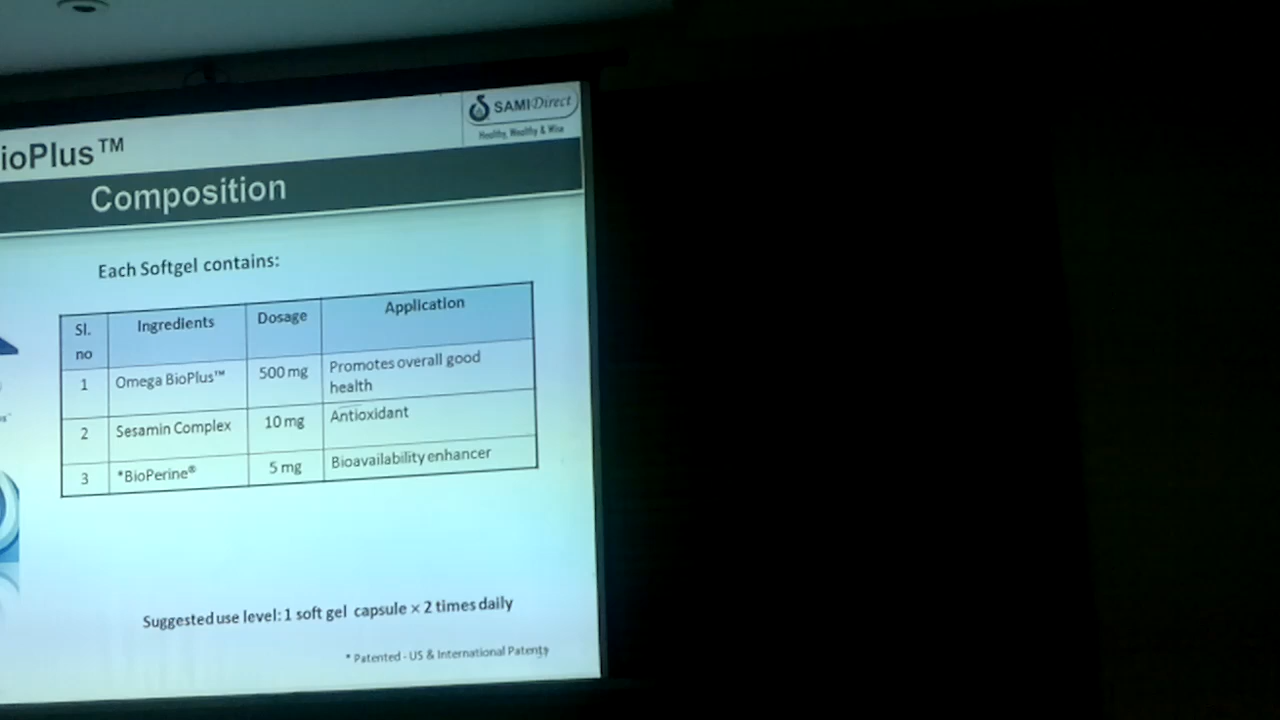 SAMI Direct
Healthy, Wealthy & Wise
ioPlus™
Composition
Each Softgel contains:
Sl. no Ingredients Dosage Application
1 Omega BioPlus™ 500 mg Promotes overall good health
2 Sesamin Complex 10 mg Antioxidant
3 *BioPerine® 5 mg Bioavailability enhancer
Suggested use level: 1 soft gel capsule × 2 times daily
* Patented - US & International Patents